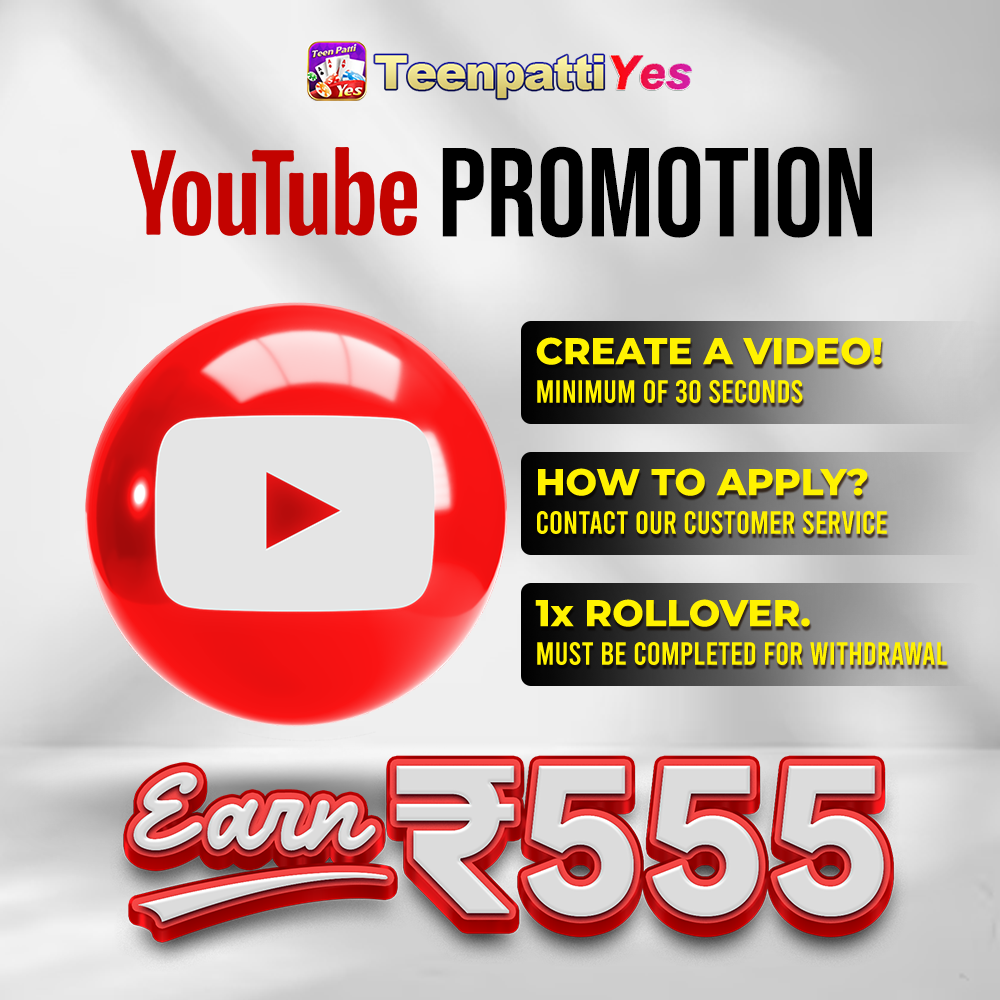 Teen Patti
Yes
TeenpattiYes
YouTube PROMOTION
CREATE A VIDEO!
MINIMUM OF 30 SECONDS
HOW TO APPLY?
CONTACT OUR CUSTOMER SERVICE
1x ROLLOVER.
MUST BE COMPLETED FOR WITHDRAWAL
Earn ₹555